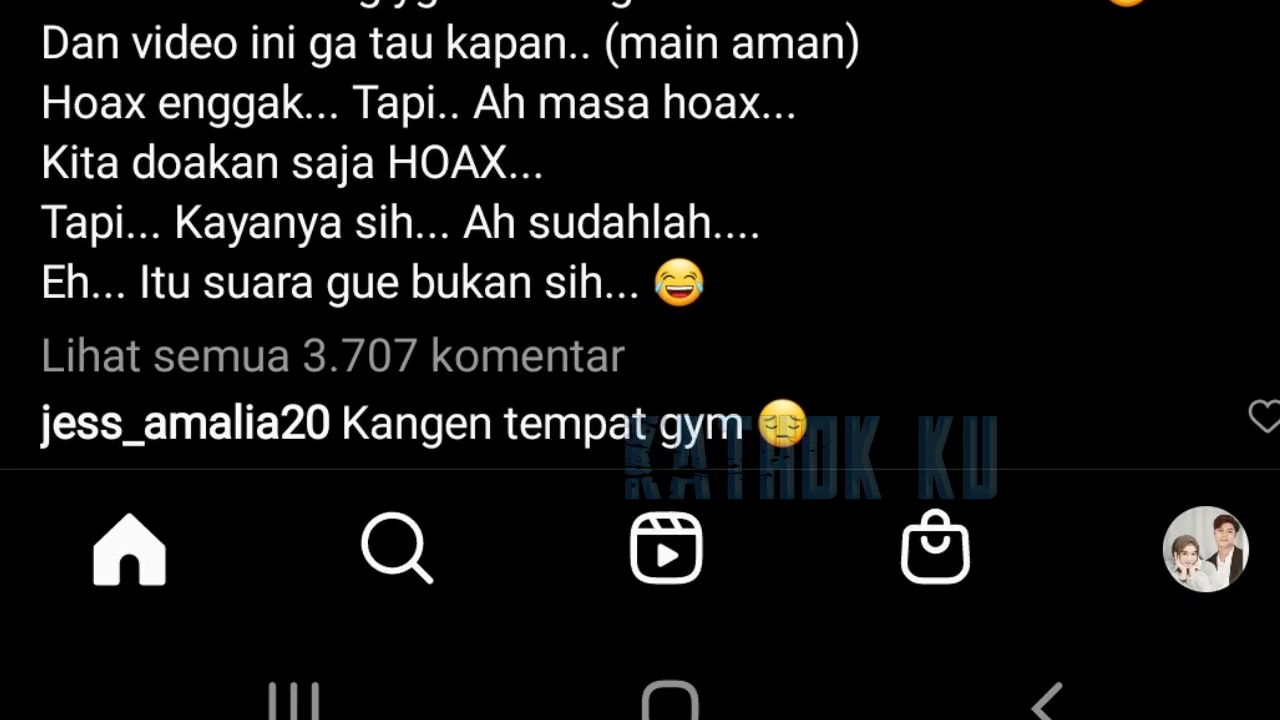 Dan video ini ga tau kapan.. (main aman)
Hoax enggak... Tapi.. Ah masa hoax...
Kita doakan saja HOAX...
Tapi... Kayanya sih... Ah sudahlah....
Eh... Itu suara gue bukan sih... 😂
Lihat semua 3.707 komentar
jess_amalia20 Kangen tempat gym 😔
KATHOK KU